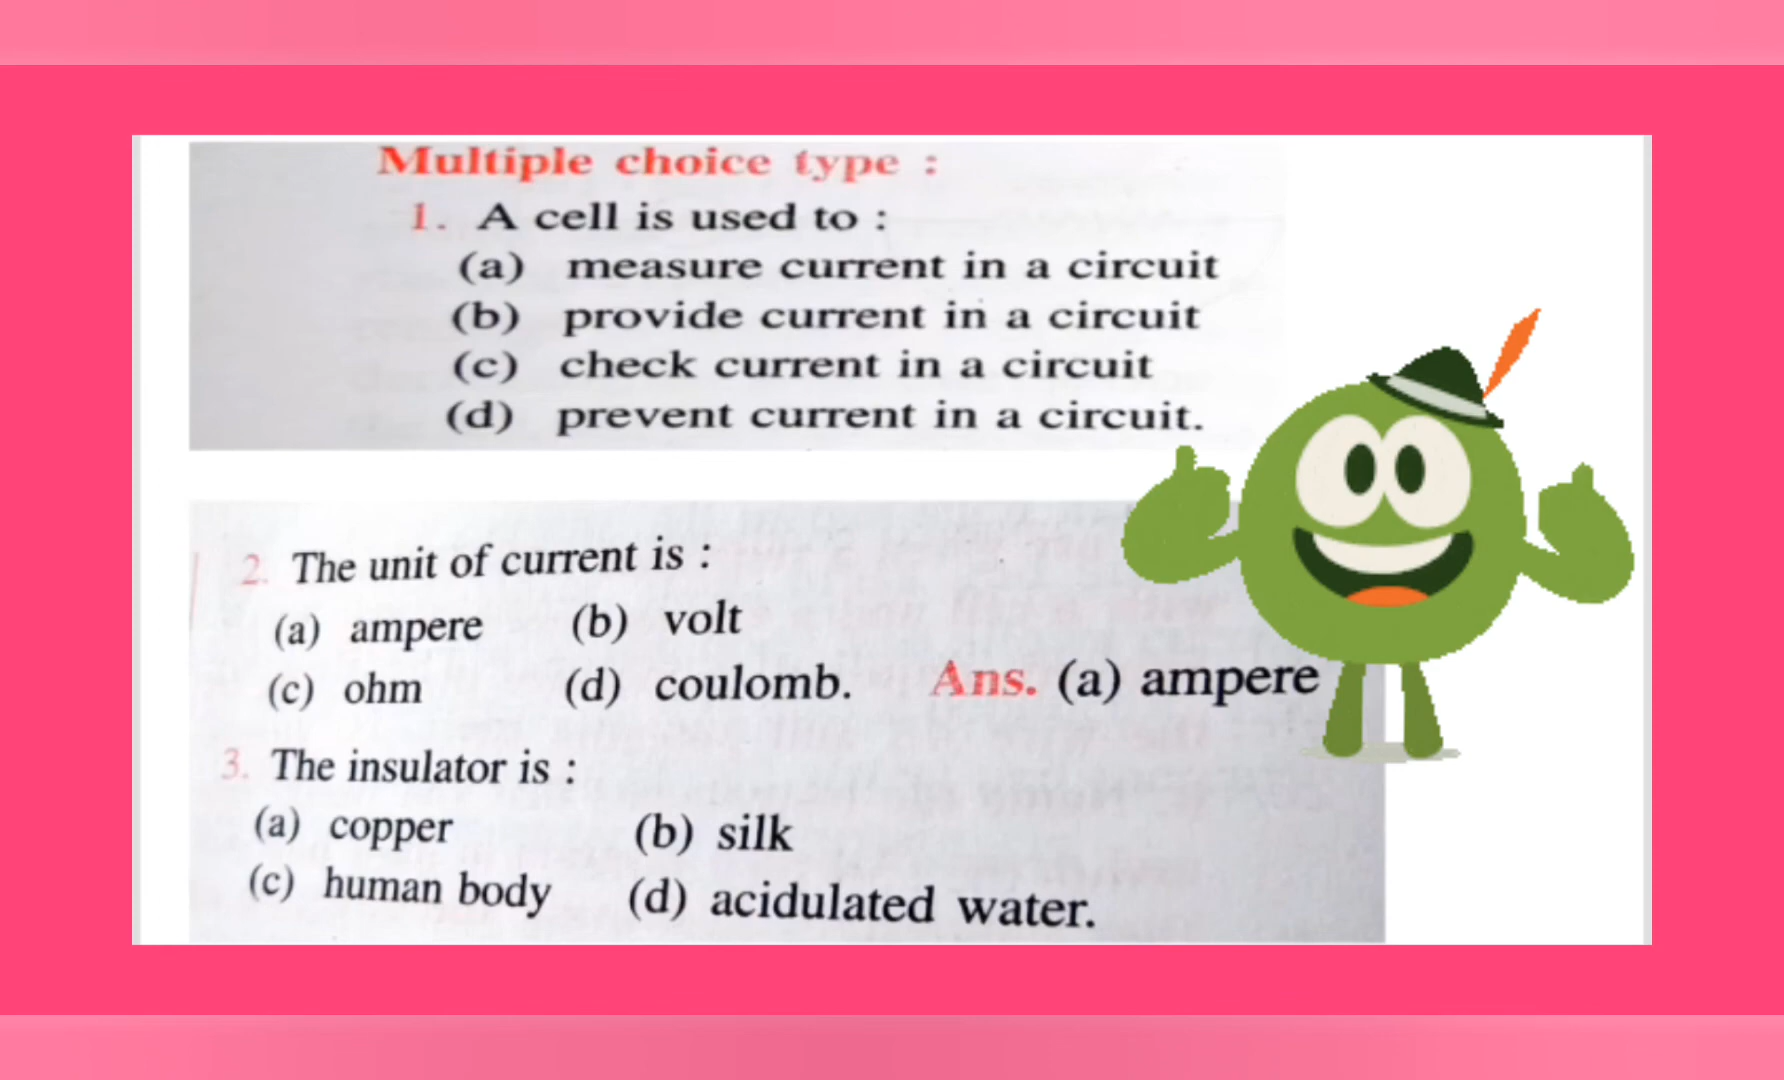 Multiple choice type :
1. A cell is used to :
(a) measure current in a circuit
(b) provide current in a circuit
(c) check current in a circuit
(d) prevent current in a circuit.
2. The unit of current is :
(a) ampere (b) volt
(c) ohm (d) coulomb. Ans. (a) ampere
3. The insulator is :
(a) copper (b) silk
(c) human body (d) acidulated water.